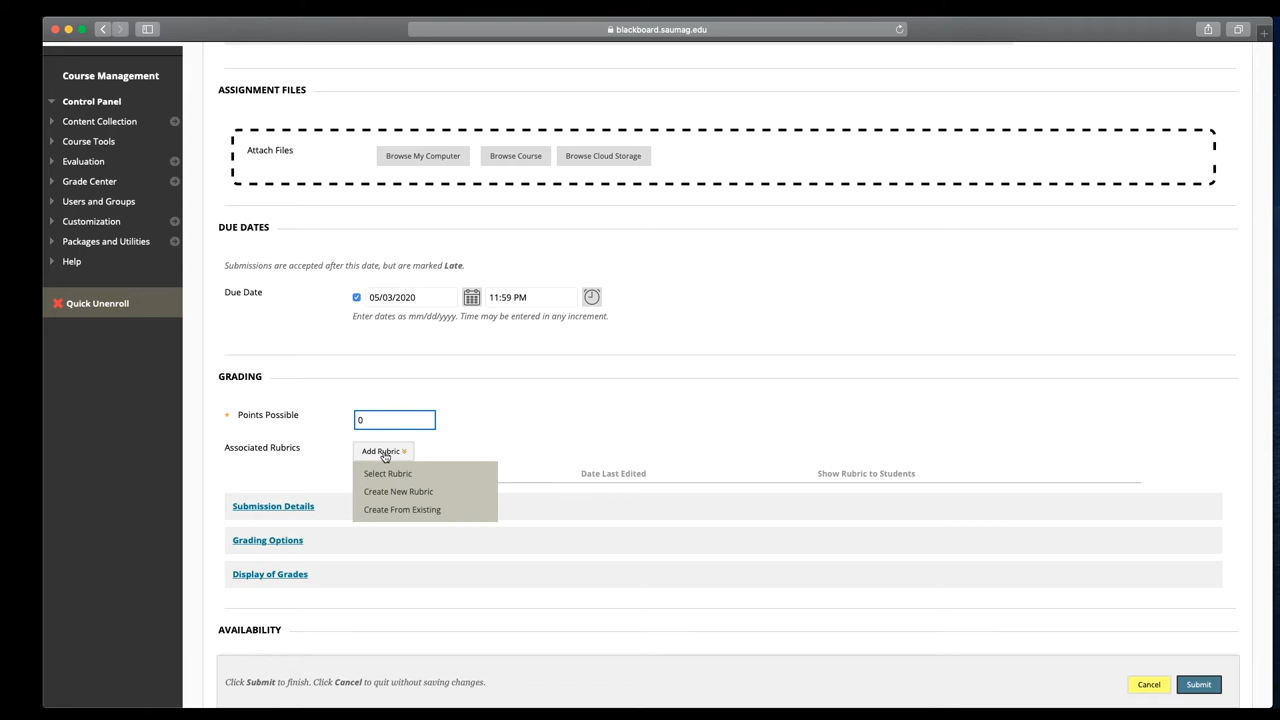 blackboard.saumag.edu
Course Management
Control Panel
Content Collection
Course Tools
Evaluation
Grade Center
Users and Groups
Customization
Packages and Utilities
Help
Quick Unenroll
ASSIGNMENT FILES
Attach Files
Browse My Computer
Browse Course
Browse Cloud Storage
DUE DATES
Submissions are accepted after this date, but are marked Late.
Due Date
05/03/2020
11:59 PM
Enter dates as mm/dd/yyyy. Time may be entered in any increment.
GRADING
* Points Possible
0
Associated Rubrics
Add Rubric
Select Rubric
Create New Rubric
Create From Existing
Date Last Edited
Show Rubric to Students
Submission Details
Grading Options
Display of Grades
AVAILABILITY
Click Submit to finish. Click Cancel to quit without saving changes.
Cancel
Submit